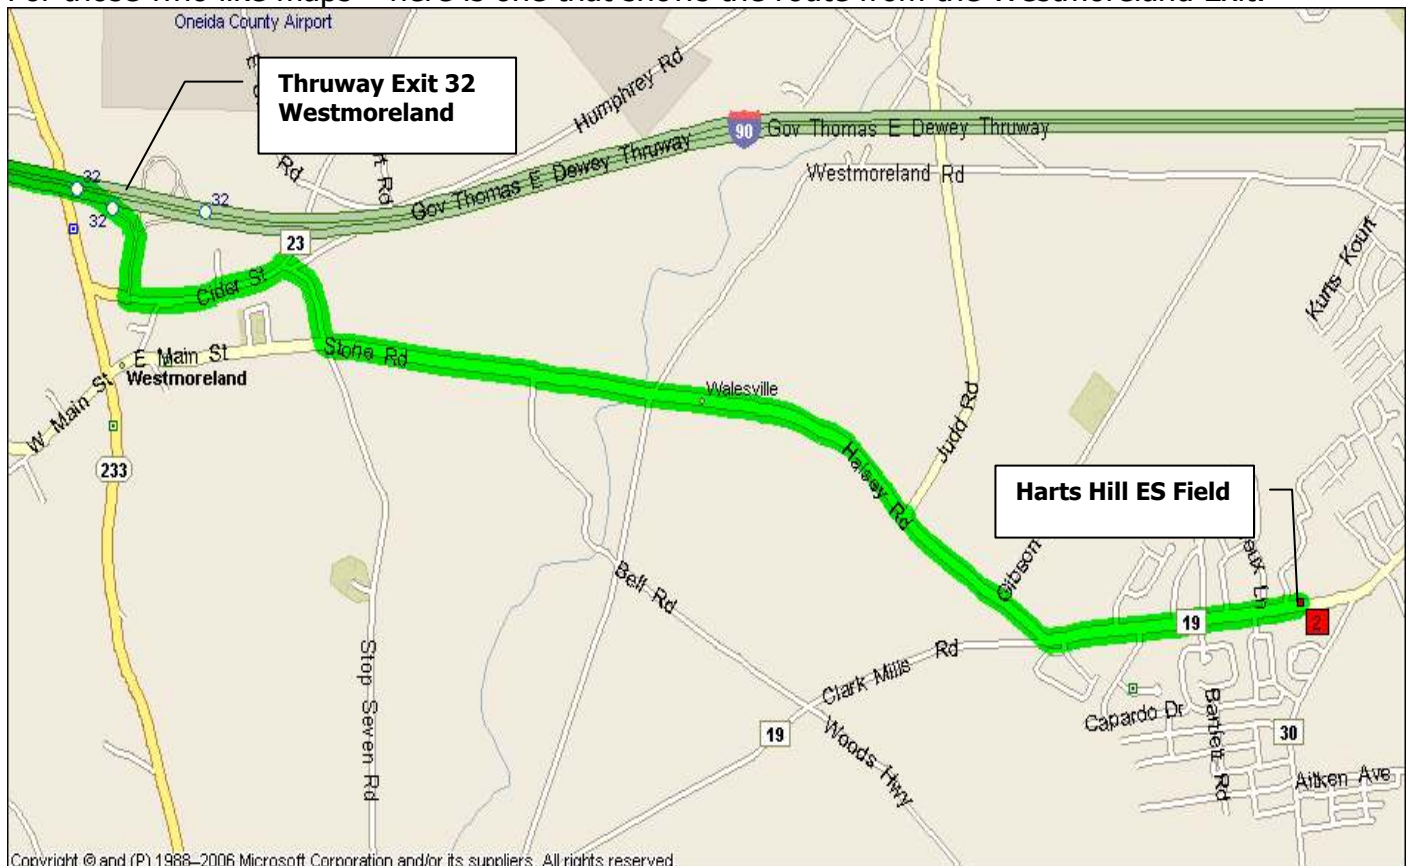 Oneida County Airport
Thruway Exit 32
Westmoreland
Humphrey Rd
90
Gov Thomas E Dewey Thruway
Gov Thomas E Dewey Thruway
Rd
Rd
Westmoreland Rd
32
32
32
23
Cider St
Kurts Kourt
E Main St
Stone Rd
Westmoreland
W Main St
Walesville
Judd Rd
Halsey Rd
233
Harts Hill ES Field
Gibson
Bell Rd
Ln
19
2
Stop Seven Rd
Clark Mills Rd
Capardo Dr
Bartlett Rd
19
Woods Hwy
30
Aitken Ave
Copyright © and (P) 1988–2006 Microsoft Corporation and/or its suppliers. All rights reserved.